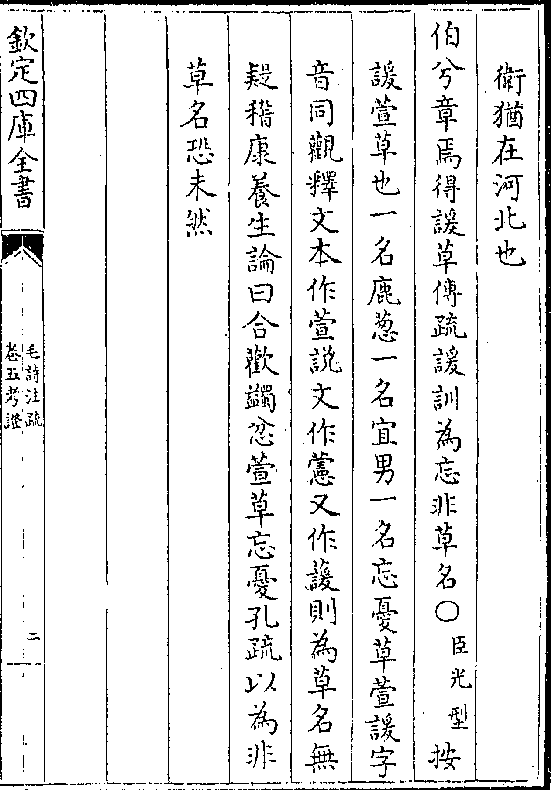 衛猶在河北也
伯兮章焉得諼草傳疏諼訓為忘非草名〇臣光型按
諼萱草也一名鹿葱一名宜男一名忘憂草萱諼字
音同觀釋文本作萱説文作藼又作蘐則為草名無
疑稽康養生論曰合歡蠲忿萱草忘憂孔疏以為非
草名恐未然
欽定四庫全書
毛詩注疏
卷五考證
二